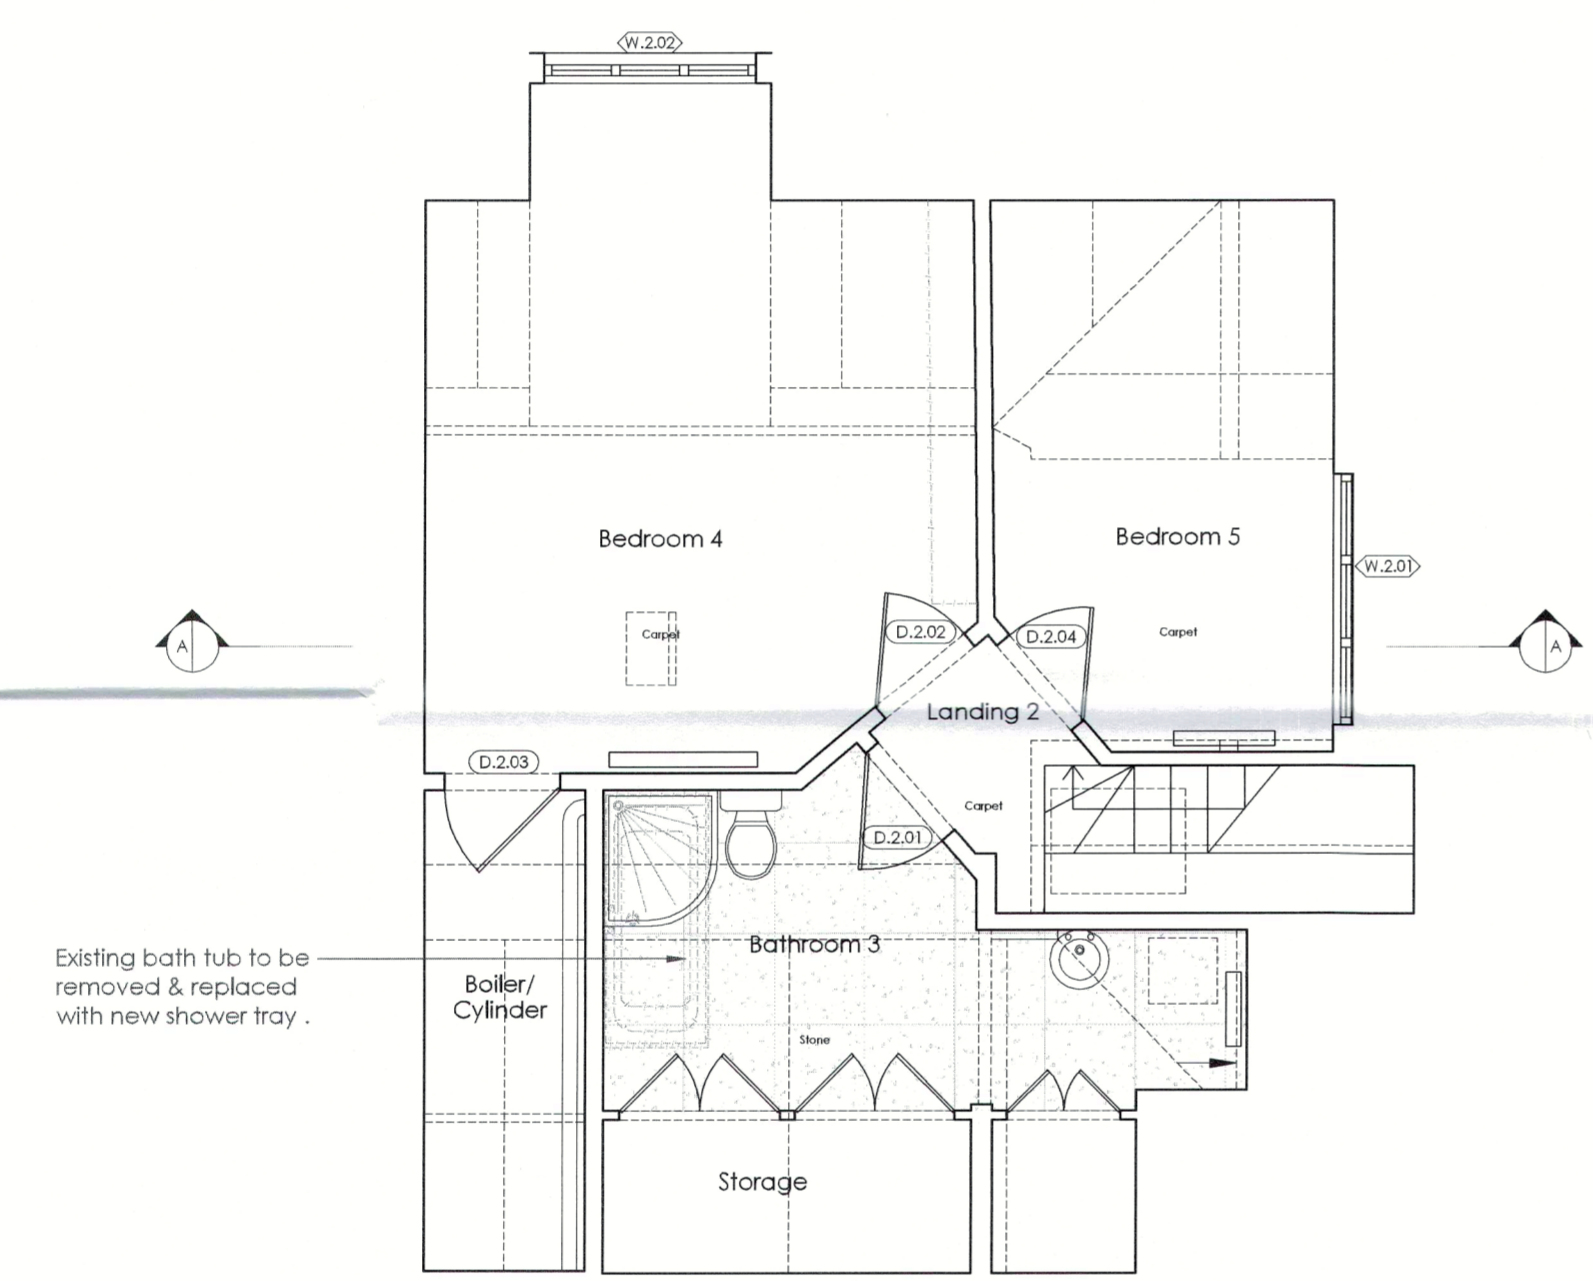 W.2.02
Bedroom 4
Bedroom 5
W.2.01
Carpet
D.2.02
D.2.04
Carpet
A
A
Landing 2
D.2.03
Carpet
D.2.01
Bathroom 3
Existing bath tub to be
removed & replaced
with new shower tray .
Boiler/
Cylinder
Stone
Storage